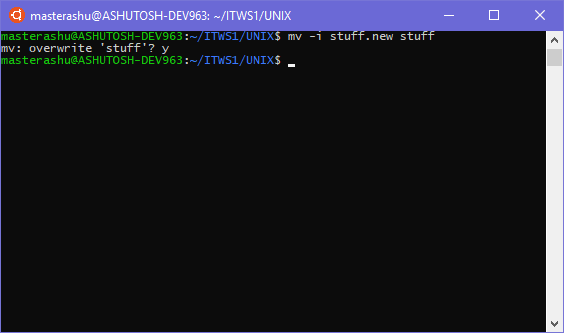 masterashu@ASHUTOSH-DEV963: ~/ITWS1/UNIX
masterashu@ASHUTOSH-DEV963:~/ITWS1/UNIX$ mv -i stuff.new stuff
mv: overwrite 'stuff'? y
masterashu@ASHUTOSH-DEV963:~/ITWS1/UNIX$